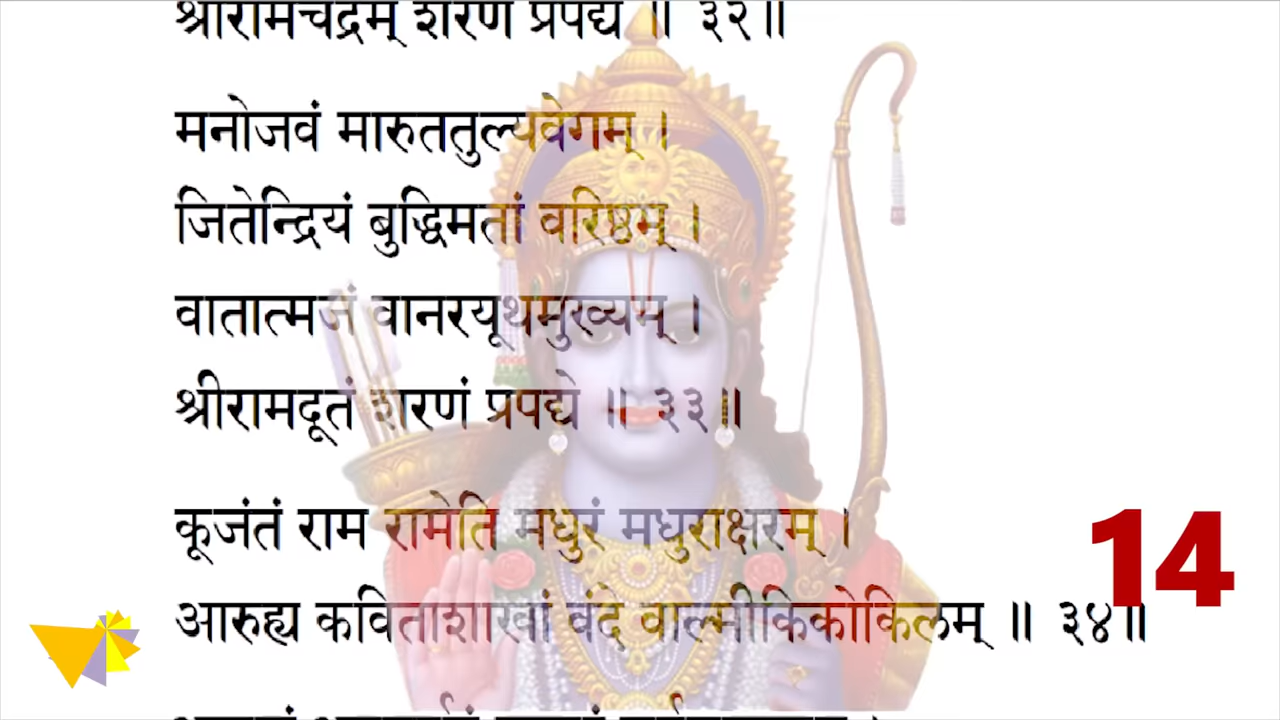 श्रीरामचंद्रम् शरणं प्रपद्ये ॥ ३२॥
मनोजवं मारुततुल्यवेगम् ।
जितेन्द्रियं बुद्धिमतां वरिष्ठम् ।
वातात्मजं वानरयूथमुख्यम् ।
श्रीरामदूतं शरणं प्रपद्ये ॥ ३३॥
कूजंतं राम रामेति मधुरं मधुराक्षरम् ।
आरुह्य कविताशाखां वंदे वाल्मीकिकोकिलम् ॥ ३४॥
14